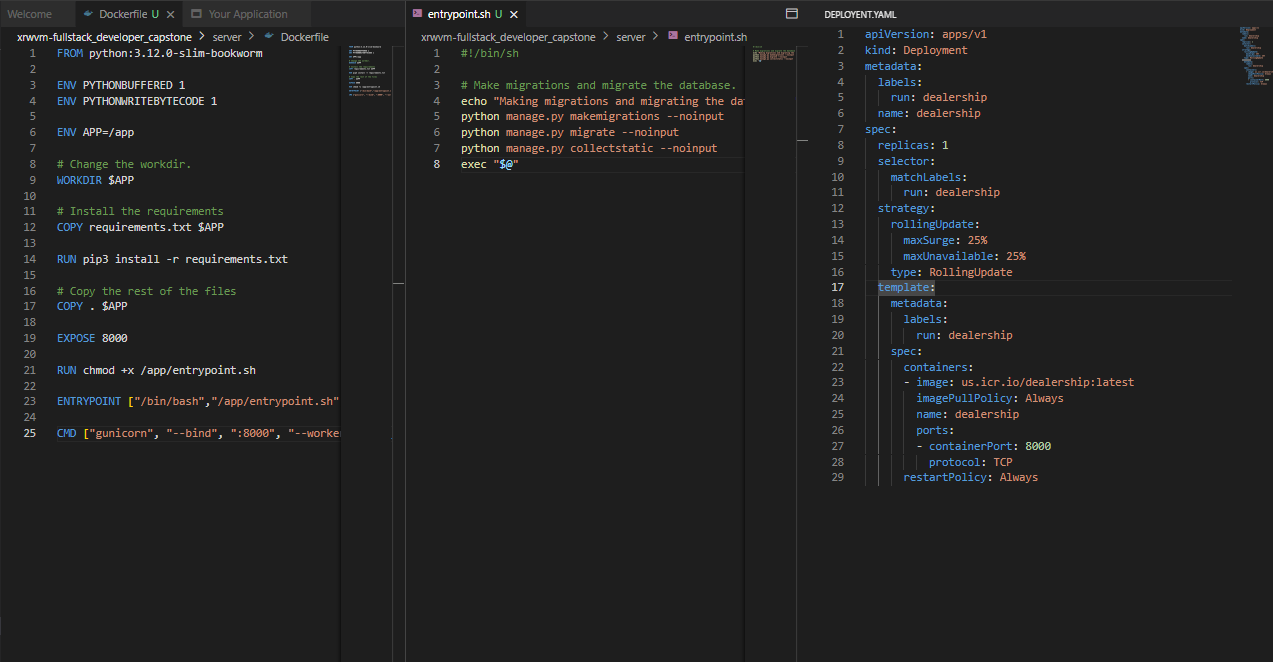 Welcome
Dockerfile U
Your Application
xrwvm-fullstack_developer_capstone > server > Dockerfile
1 FROM python:3.12.0-slim-bookworm
2
3 ENV PYTHONBUFFERED 1
4 ENV PYTHONWRITEBYTECODE 1
5
6 ENV APP=/app
7
8 # Change the workdir.
9 WORKDIR $APP
10
11 # Install the requirements
12 COPY requirements.txt $APP
13
14 RUN pip3 install -r requirements.txt
15
16 # Copy the rest of the files
17 COPY . $APP
18
19 EXPOSE 8000
20
21 RUN chmod +x /app/entrypoint.sh
22
23 ENTRYPOINT ["/bin/bash","/app/entrypoint.sh"
24
25 CMD ["gunicorn", "--bind", ":8000", "--worke
entrypoint.sh U
xrwvm-fullstack_developer_capstone > server > entrypoint.sh
1 #!/bin/sh
2
3 # Make migrations and migrate the database.
4 echo "Making migrations and migrating the da
5 python manage.py makemigrations --noinput
6 python manage.py migrate --noinput
7 python manage.py collectstatic --noinput
8 exec "$@"
DEPLOYENT.YAML
1 apiVersion: apps/v1
2 kind: Deployment
3 metadata:
4 labels:
5 run: dealership
6 name: dealership
7 spec:
8 replicas: 1
9 selector:
10 matchLabels:
11 run: dealership
12 strategy:
13 rollingUpdate:
14 maxSurge: 25%
15 maxUnavailable: 25%
16 type: RollingUpdate
17 template:
18 metadata:
19 labels:
20 run: dealership
21 spec:
22 containers:
23 - image: us.icr.io/dealership:latest
24 imagePullPolicy: Always
25 name: dealership
26 ports:
27 - containerPort: 8000
28 protocol: TCP
29 restartPolicy: Always